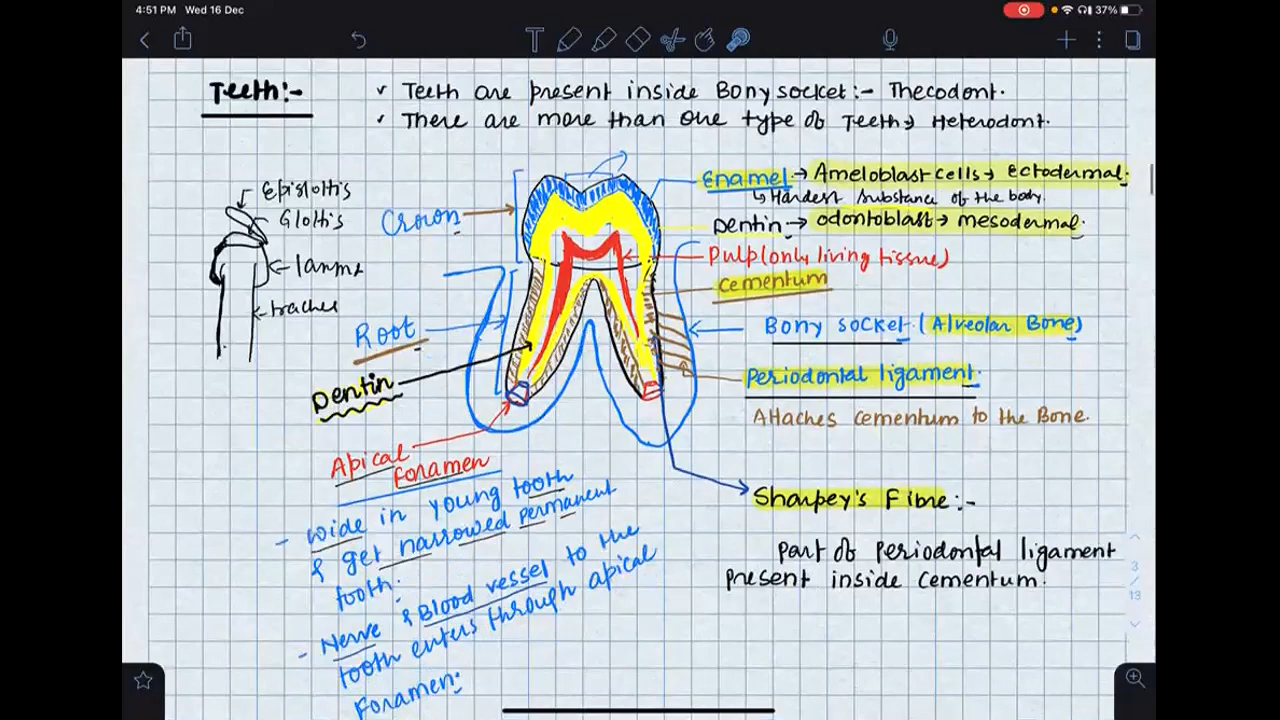 4:51 PM Wed 16 Dec
37%
Teeth:-
Teeth are present inside Bony socket:- Thecodont.
There are more than one type of Teeth → Heterodont.
Epiglottis
Glottis
trachea
Crown
Root
Dentin
Apical
Foramen
Enamel → Ameloblast cells → ectodermal.
↳ Hardest substance of the body.
Dentin → odontoblast → mesodermal
Pulp (only living tissue)
cementum
Bony socket (Alveolar Bone)
Periodontal ligament
Attaches cementum to the Bone.
Sharpey's Fibre:-
Part of Periodontal ligament
present inside cementum.
- wide in young tooth
& get narrowed permanent
tooth.
- Nerve & Blood vessel to the
tooth enters through apical
Foramen.
3
/
13